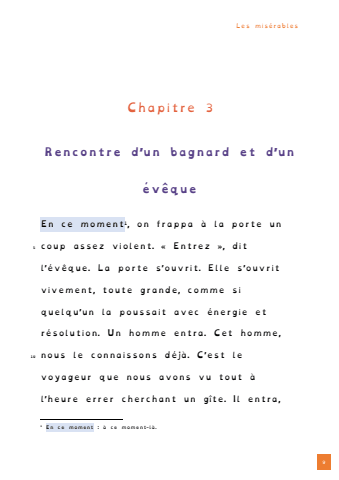 Les misérables
Chapitre 3
Rencontre d'un bagnard et d'un
évêque
En ce moment¹, on frappa à la porte un
5 coup assez violent. « Entrez », dit
l'évêque. La porte s'ouvrit. Elle s'ouvrit
vivement, toute grande, comme si
quelqu'un la poussait avec énergie et
résolution. Un homme entra. Cet homme,
10 nous le connaissons déjà. C'est le
voyageur que nous avons vu tout à
l'heure errer cherchant un gîte. Il entra,
En ce moment : à ce moment-là.